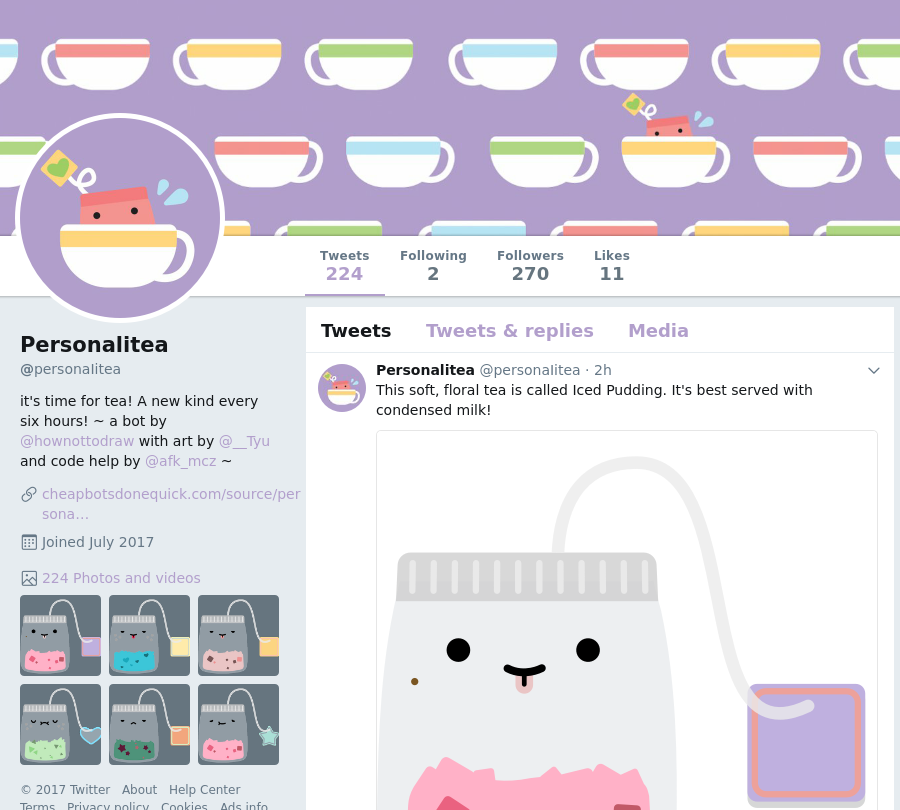 Tweets
224
Following
2
Followers
270
Likes
11
Personalitea
@personalitea
it's time for tea! A new kind every
six hours! ~ a bot by
@hownottodraw with art by @__Tyu
and code help by @afk_mcz ~
cheapbotsdonequick.com/source/per
sona…
Joined July 2017
224 Photos and videos
© 2017 Twitter About Help Center
Terms Privacy policy Cookies Ads info
Tweets Tweets & replies Media
Personalitea @personalitea · 2h
This soft, floral tea is called Iced Pudding. It's best served with
condensed milk!